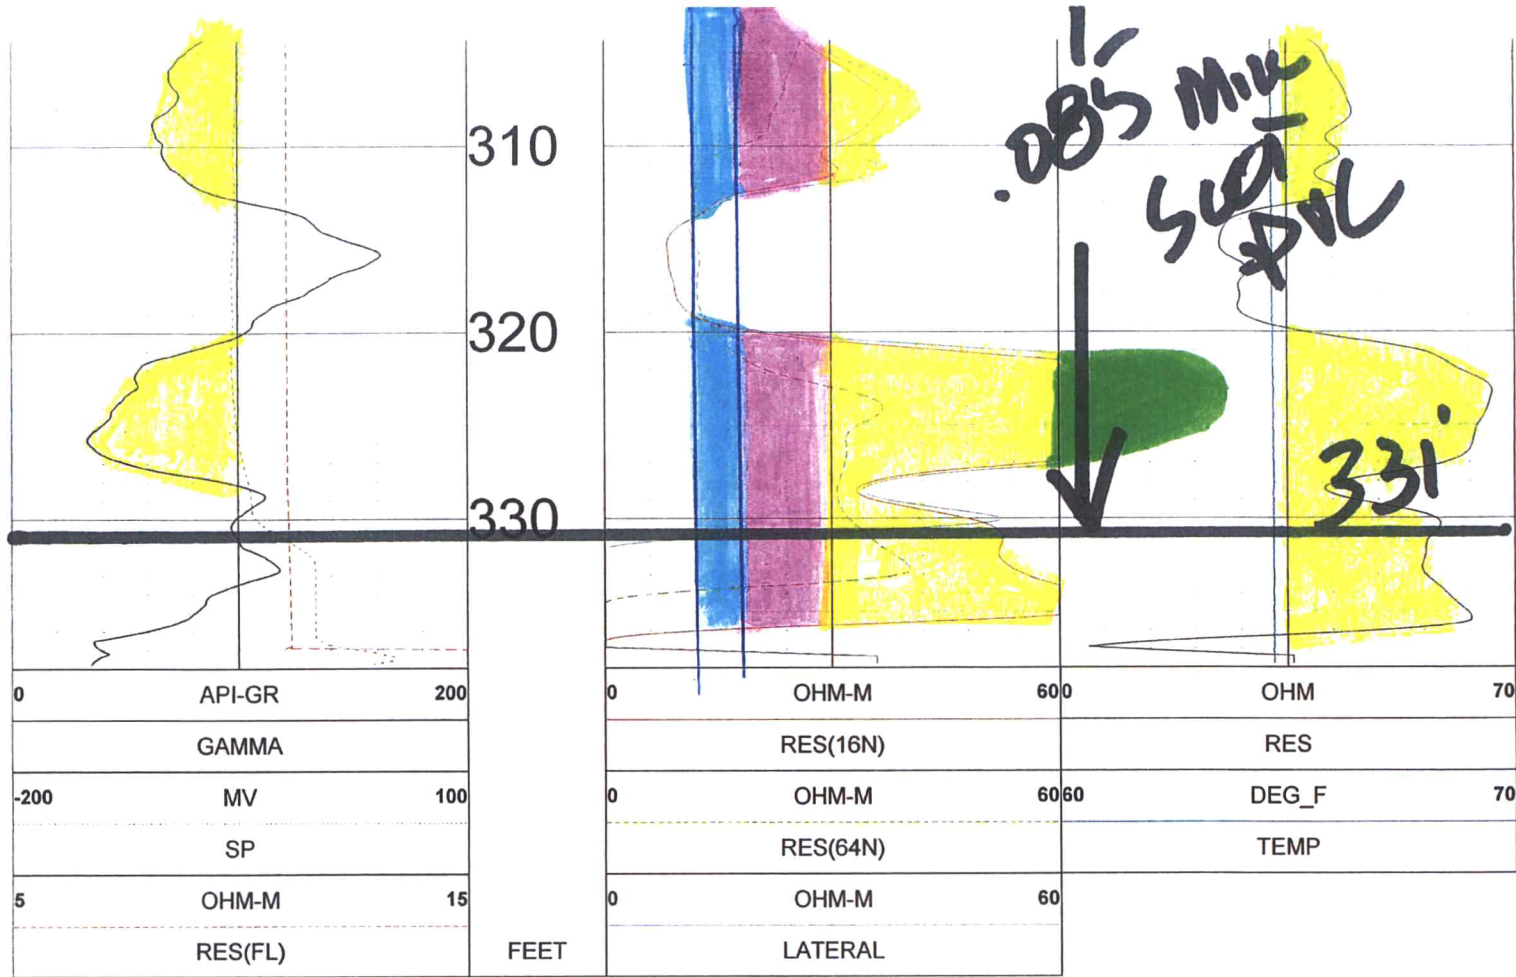 .085 Mill
Slot
PVC
310
320
331'
330
0 API-GR 200 0 OHM-M 60 0 OHM 70
GAMMA RES(16N) RES
-200 MV 100 0 OHM-M 60 60 DEG_F 70
SP RES(64N) TEMP
5 OHM-M 15 0 OHM-M 60
RES(FL) FEET LATERAL